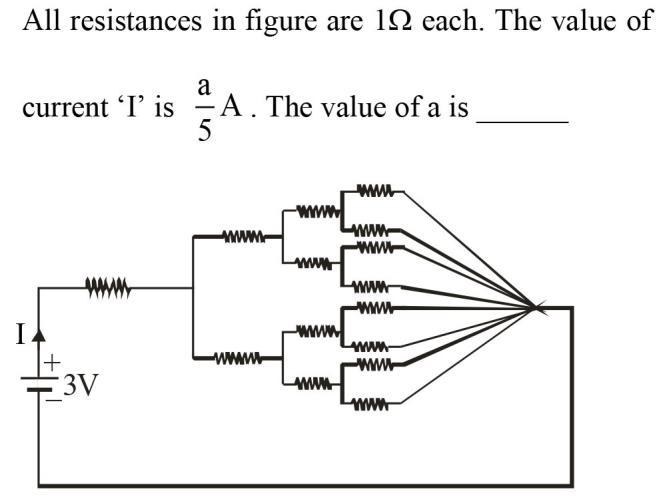 All resistances in figure are 1Ω each. The value of
current ‘I’ is a/5 A . The value of a is ______
I
+
3V
−